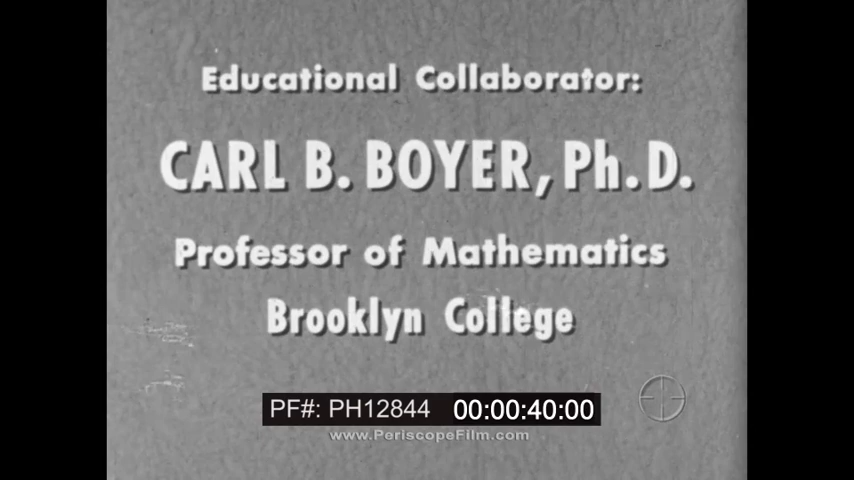 Educational Collaborator:
CARL B. BOYER, Ph.D.
Professor of Mathematics
Brooklyn College
PF#: PH12844 00:00:40:00
www.PeriscopeFilm.com